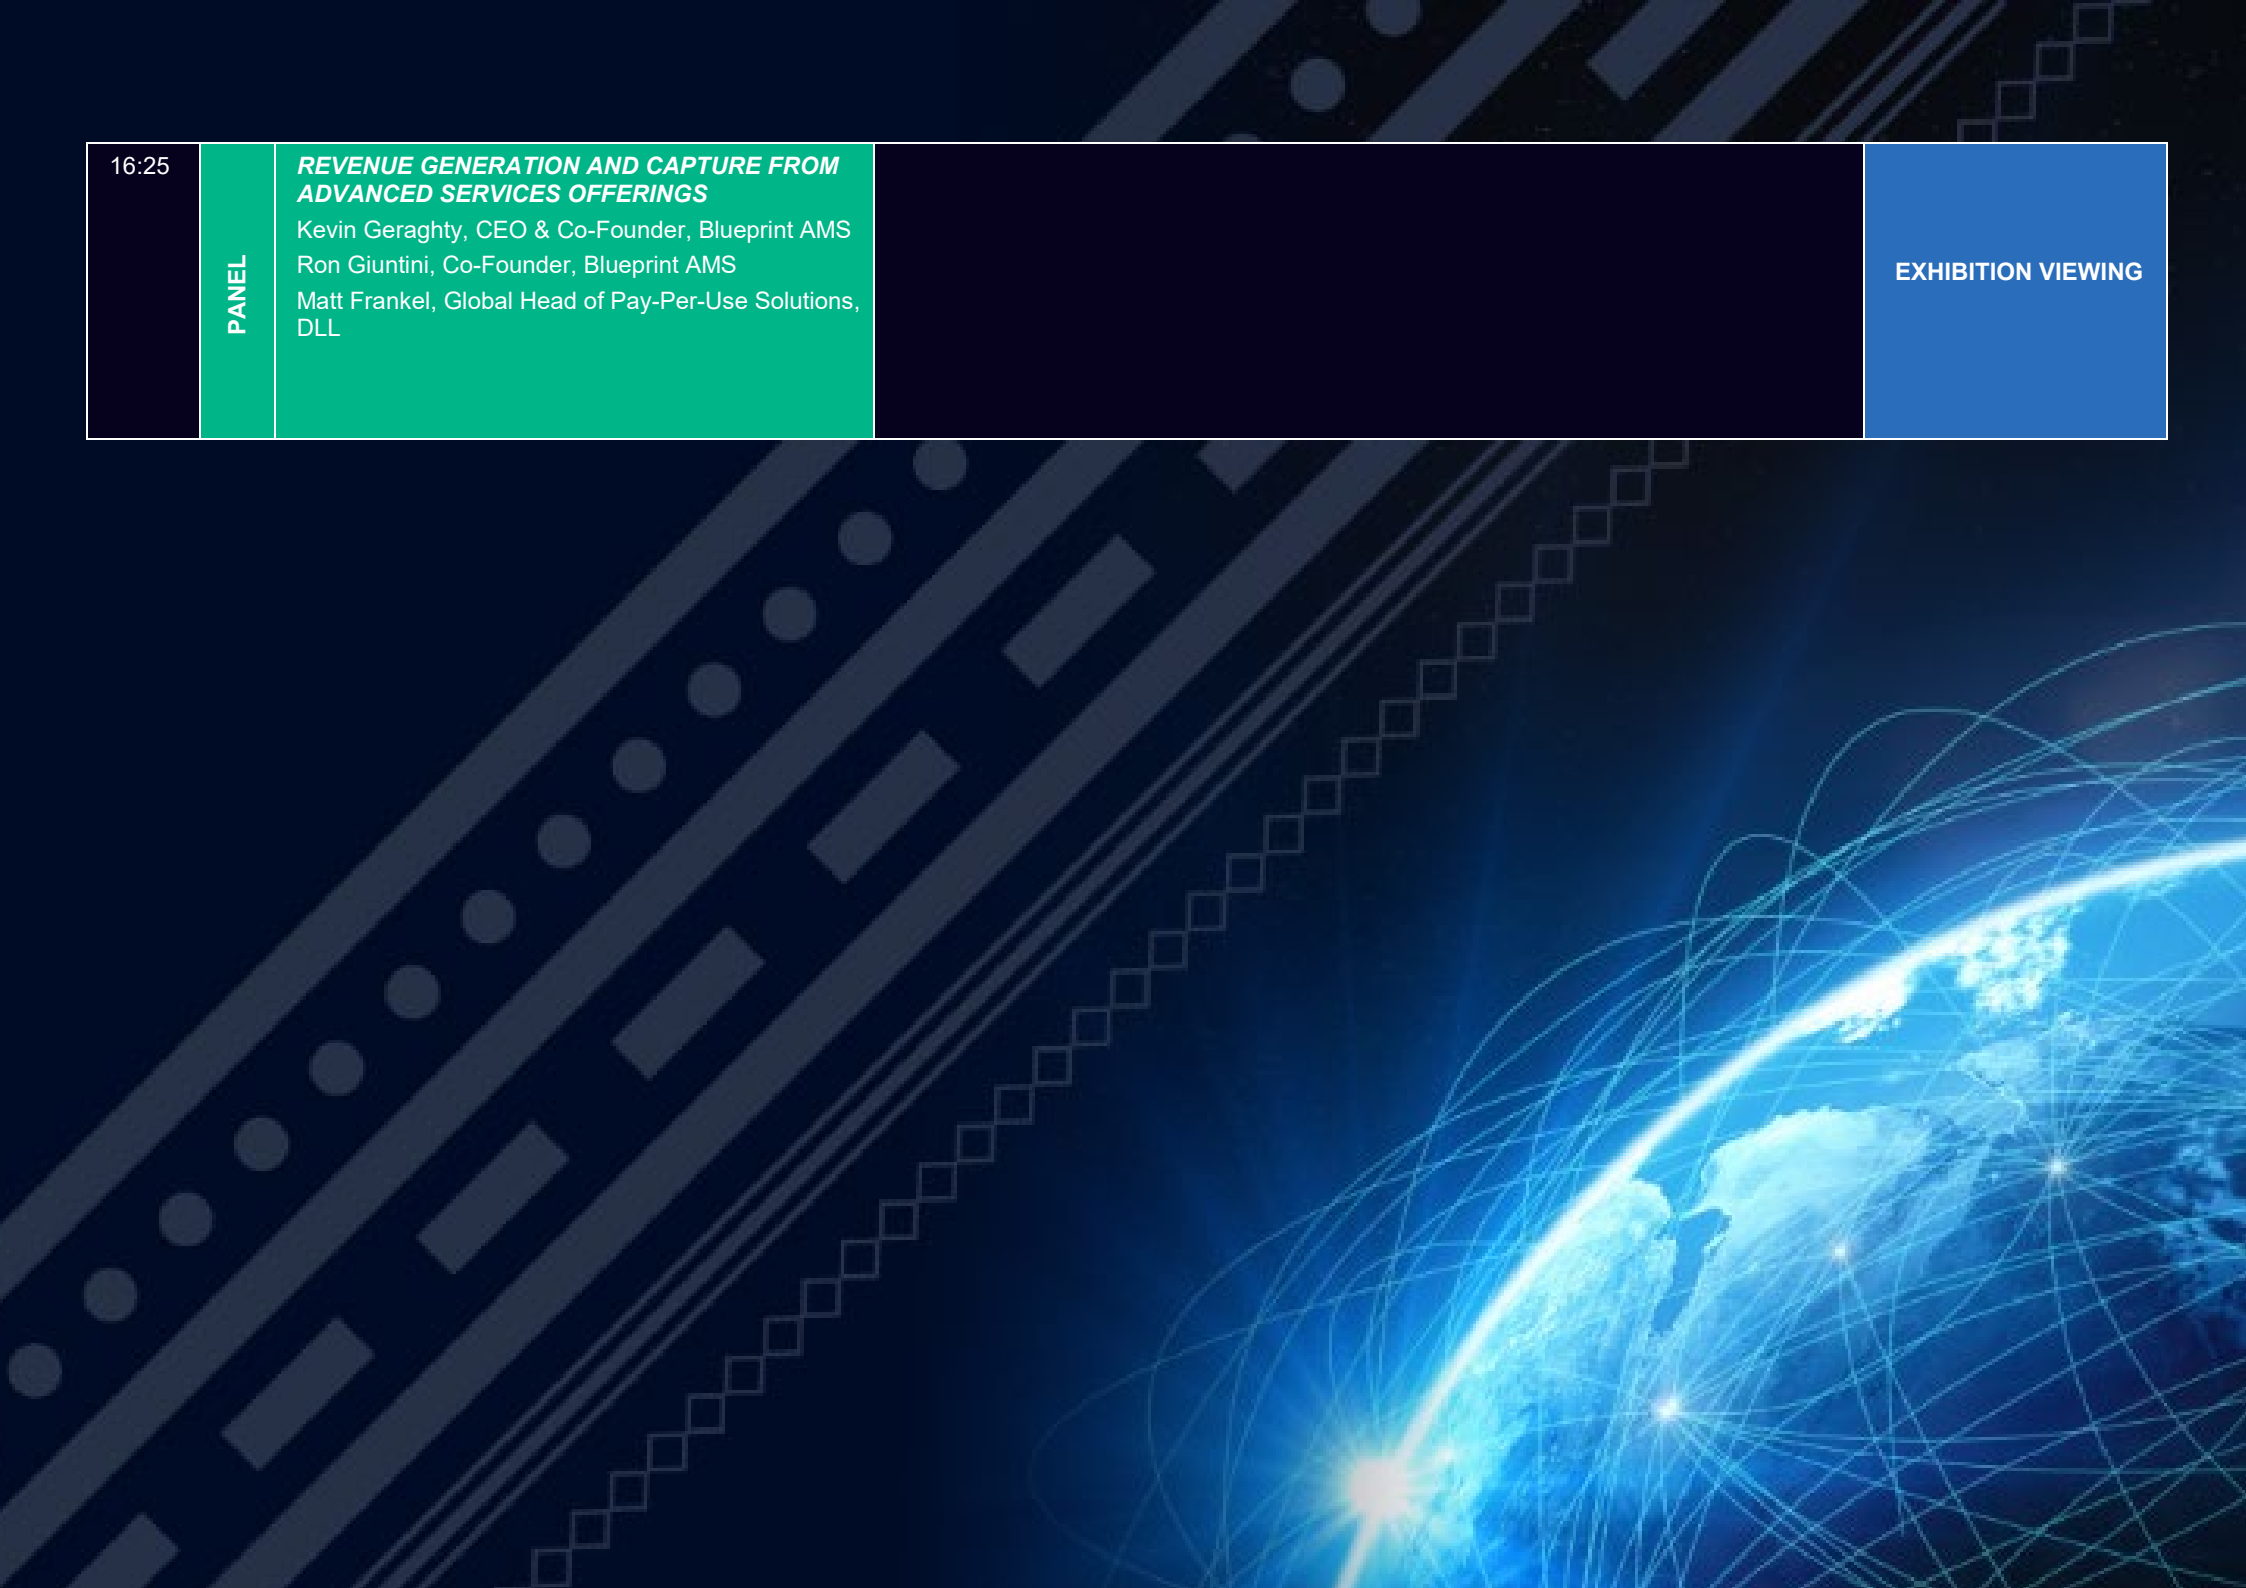 16:25
PANEL
REVENUE GENERATION AND CAPTURE FROM
ADVANCED SERVICES OFFERINGS
Kevin Geraghty, CEO & Co-Founder, Blueprint AMS
Ron Giuntini, Co-Founder, Blueprint AMS
Matt Frankel, Global Head of Pay-Per-Use Solutions,
DLL
EXHIBITION VIEWING